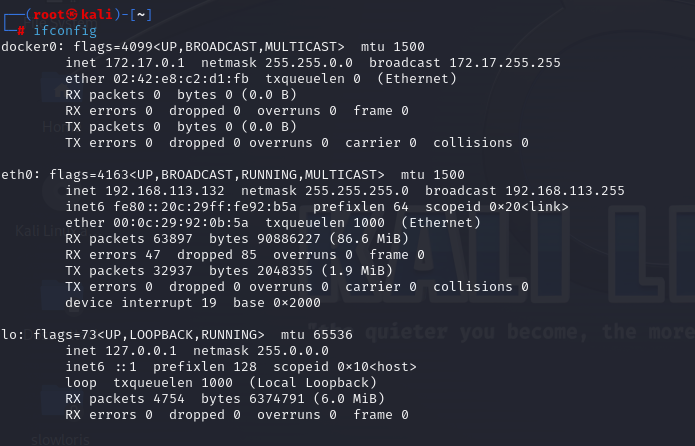 ┌──(root㉿kali)-[~]
└─# ifconfig
docker0: flags=4099<UP,BROADCAST,MULTICAST>  mtu 1500
        inet 172.17.0.1  netmask 255.255.0.0  broadcast 172.17.255.255
        ether 02:42:e8:c2:d1:fb  txqueuelen 0  (Ethernet)
        RX packets 0  bytes 0 (0.0 B)
        RX errors 0  dropped 0  overruns 0  frame 0
        TX packets 0  bytes 0 (0.0 B)
        TX errors 0  dropped 0 overruns 0  carrier 0  collisions 0

eth0: flags=4163<UP,BROADCAST,RUNNING,MULTICAST>  mtu 1500
        inet 192.168.113.132  netmask 255.255.255.0  broadcast 192.168.113.255
        inet6 fe80::20c:29ff:fe92:b5a  prefixlen 64  scopeid 0x20<link>
        ether 00:0c:29:92:0b:5a  txqueuelen 1000  (Ethernet)
        RX packets 63897  bytes 90886227 (86.6 MiB)
        RX errors 47  dropped 85  overruns 0  frame 0
        TX packets 32937  bytes 2048355 (1.9 MiB)
        TX errors 0  dropped 0 overruns 0  carrier 0  collisions 0
        device interrupt 19  base 0x2000

lo: flags=73<UP,LOOPBACK,RUNNING>  mtu 65536
        inet 127.0.0.1  netmask 255.0.0.0
        inet6 ::1  prefixlen 128  scopeid 0x10<host>
        loop  txqueuelen 1000  (Local Loopback)
        RX packets 4754  bytes 6374791 (6.0 MiB)
        RX errors 0  dropped 0  overruns 0  frame 0
KALI LI
quieter you become, the more
slowloris